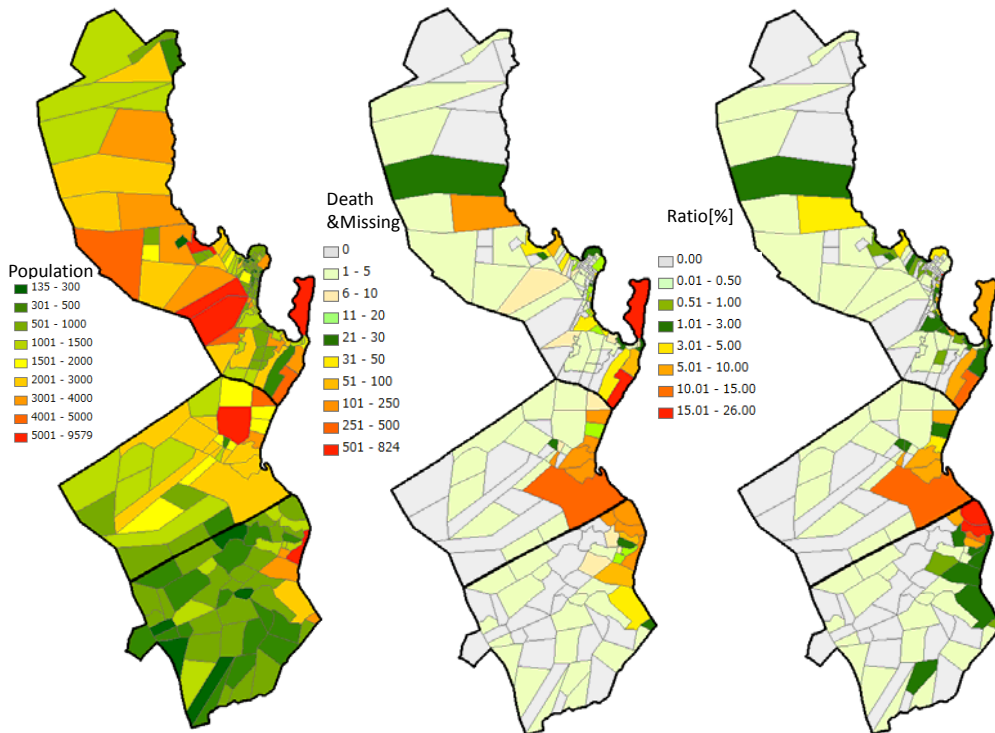 Population
135 - 300
301 - 500
501 - 1000
1001 - 1500
1501 - 2000
2001 - 3000
3001 - 4000
4001 - 5000
5001 - 9579
Death
&Missing
0
1 - 5
6 - 10
11 - 20
21 - 30
31 - 50
51 - 100
101 - 250
251 - 500
501 - 824
Ratio[%]
0.00
0.01 - 0.50
0.51 - 1.00
1.01 - 3.00
3.01 - 5.00
5.01 - 10.00
10.01 - 15.00
15.01 - 26.00